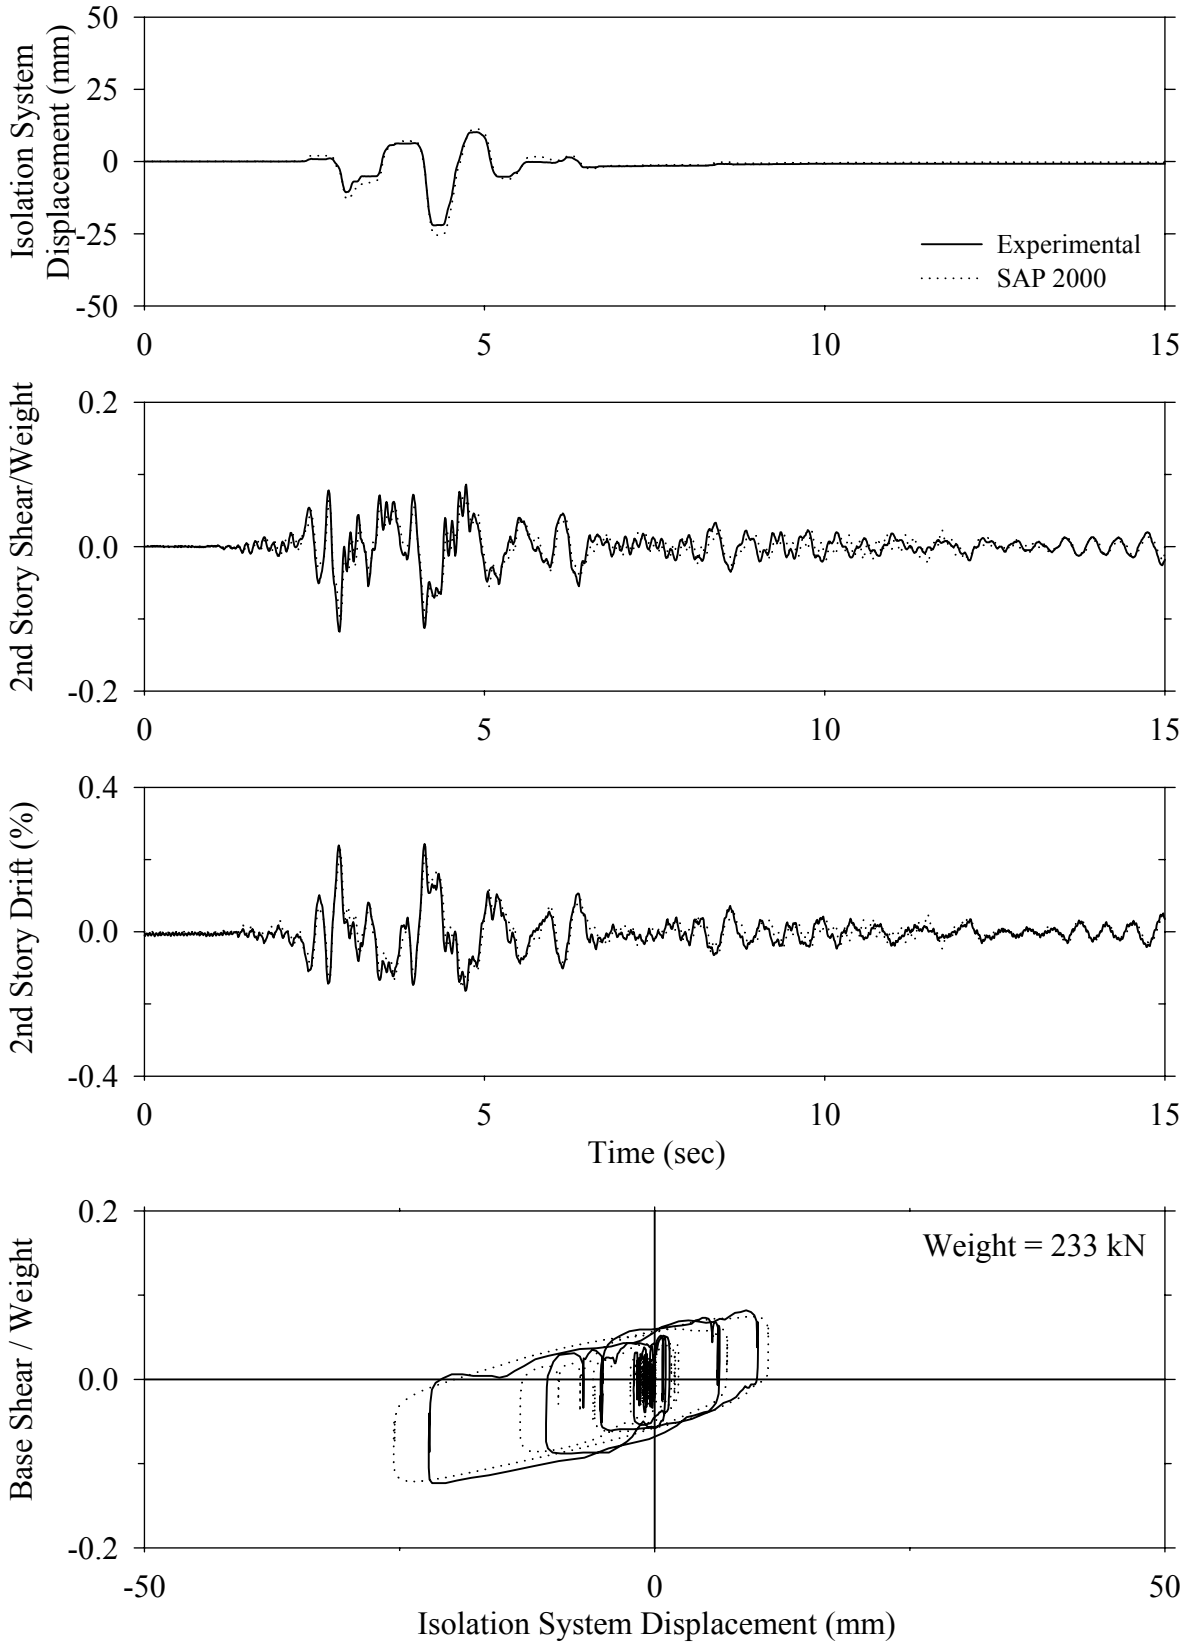 Isolation System
Displacement (mm)
50
25
0
-25
-50
Experimental
SAP 2000
0 5 10 15
2nd Story Shear/Weight
0.2
0.0
-0.2
0 5 10 15
2nd Story Drift (%)
0.4
0.0
-0.4
0 5 10 15
Time (sec)
Base Shear / Weight
0.2
0.0
-0.2
Weight = 233 kN
-50 0 50
Isolation System Displacement (mm)